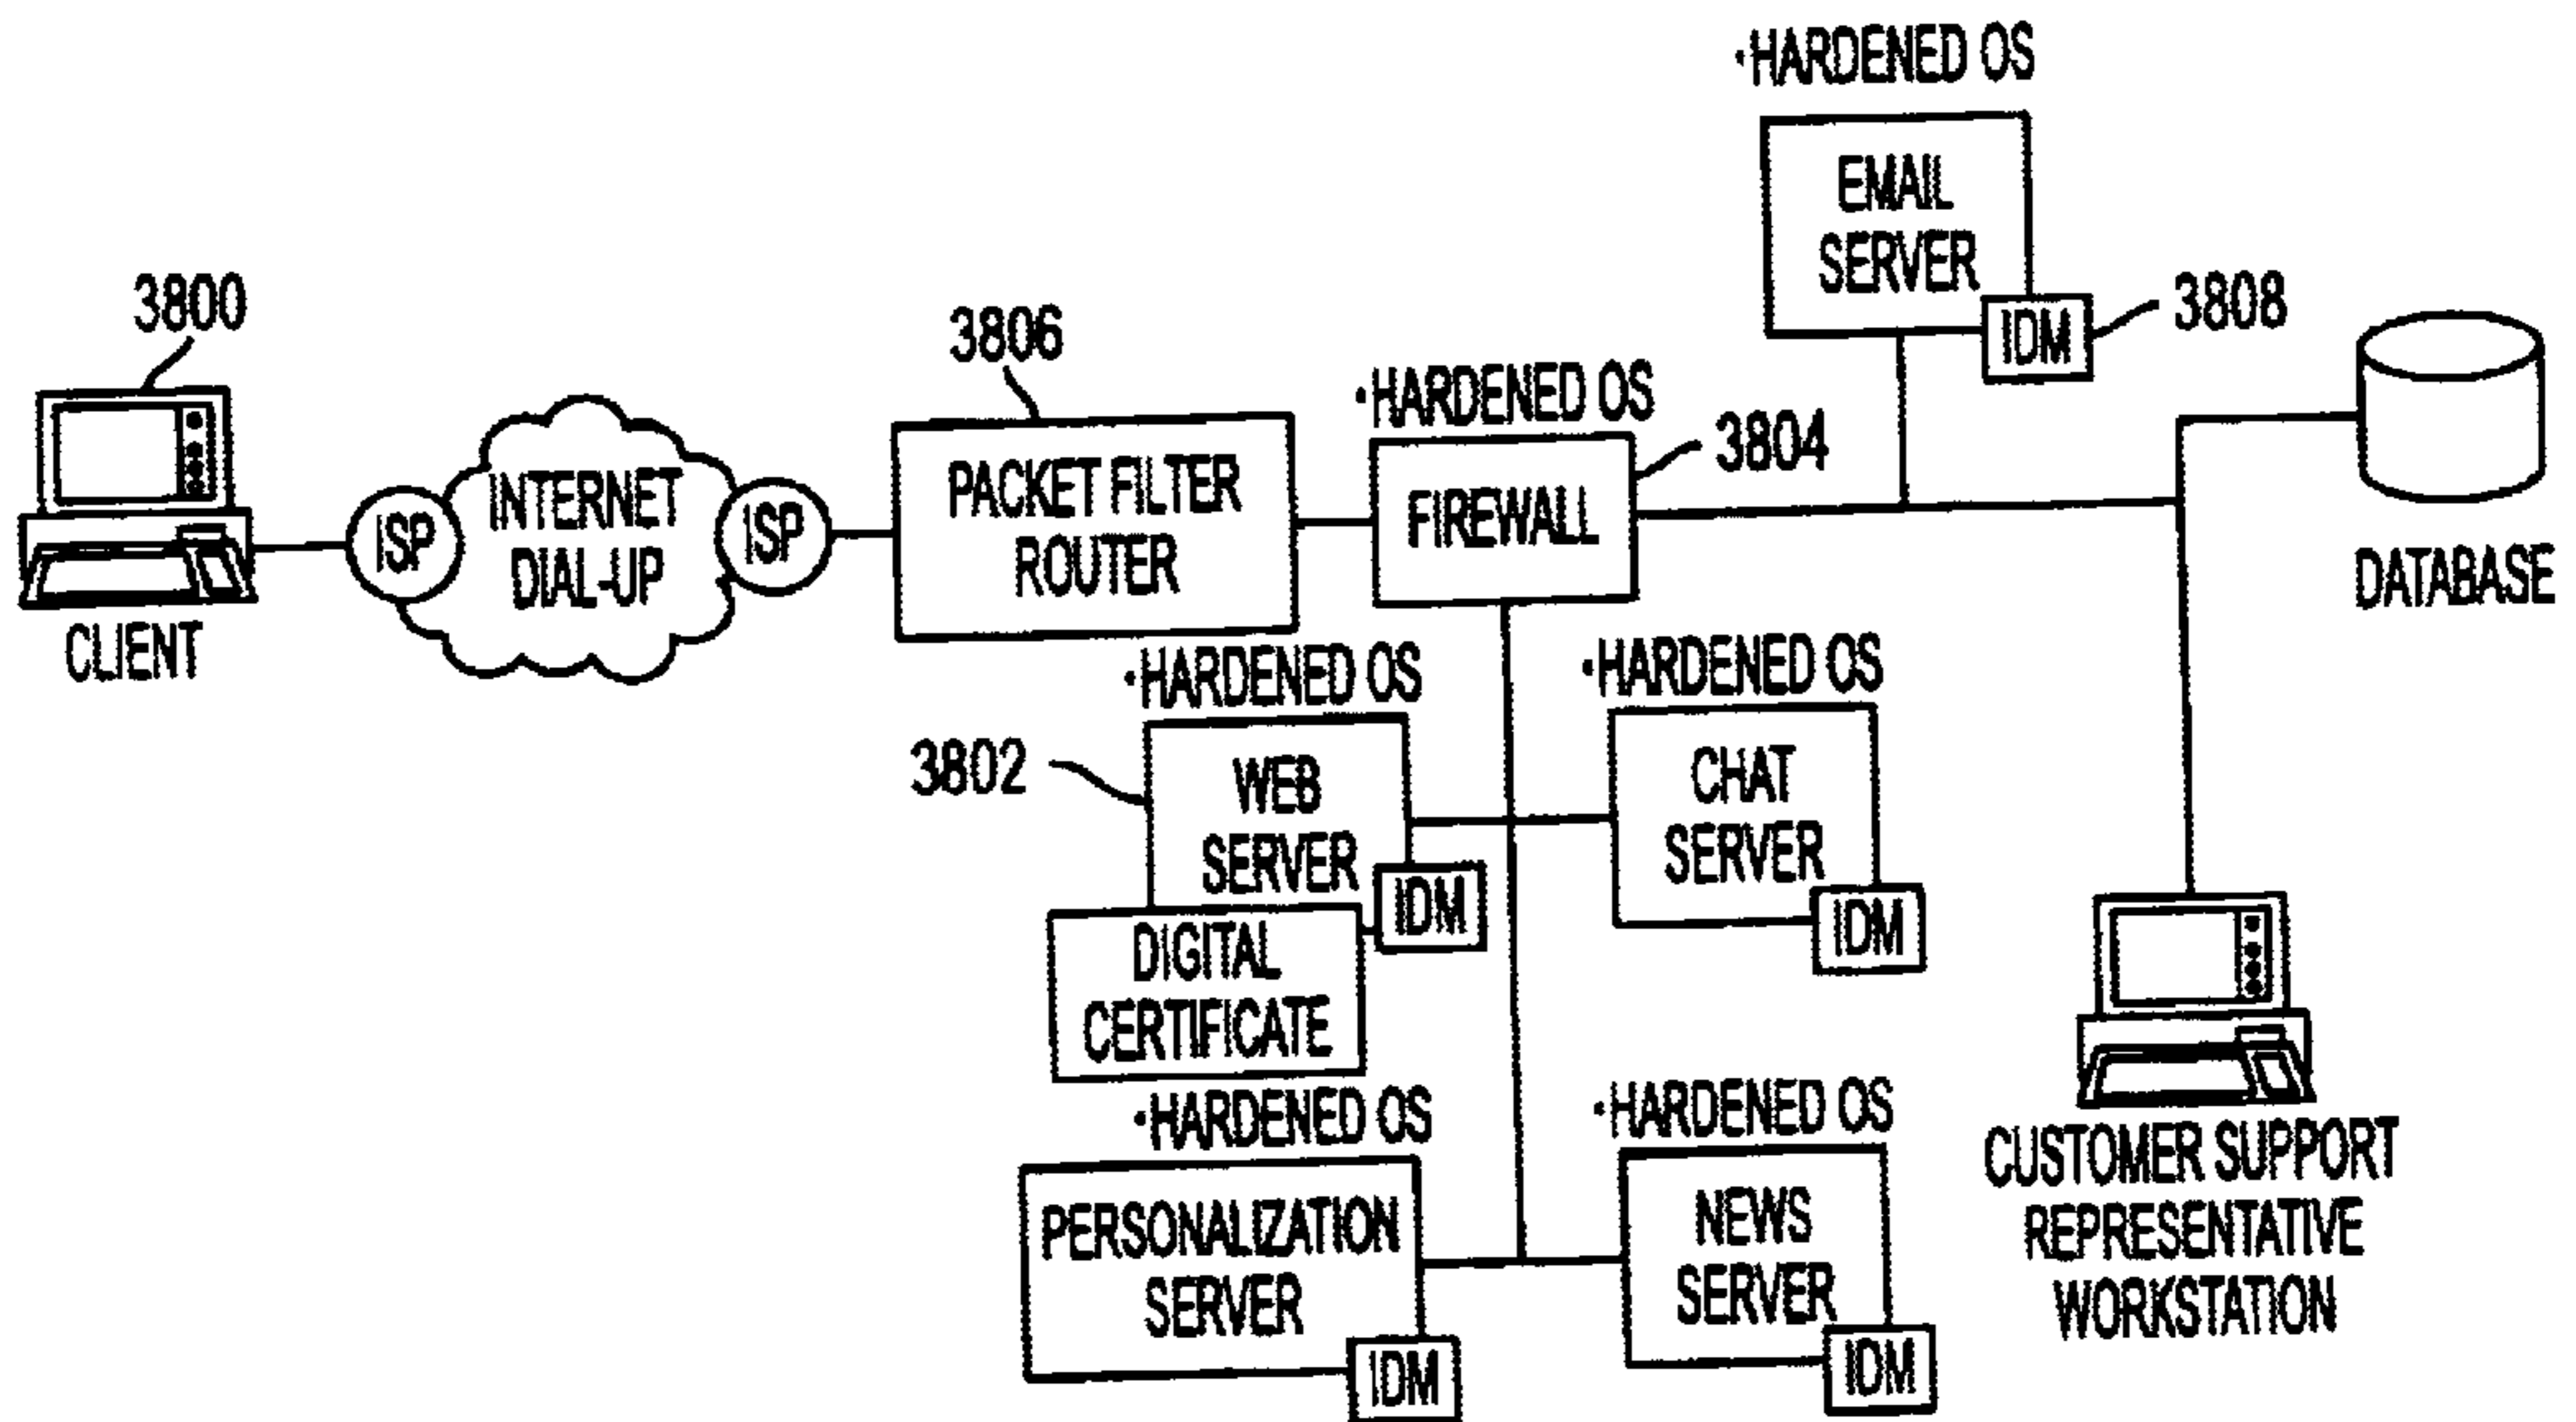 ·HARDENED OS
EMAIL
SERVER
IDM
3808
3800
CLIENT
ISP
INTERNET
DIAL-UP
ISP
3806
PACKET FILTER
ROUTER
·HARDENED OS
3804
FIREWALL
DATABASE
·HARDENED OS
3802
WEB
SERVER
IDM
DIGITAL
CERTIFICATE
·HARDENED OS
CHAT
SERVER
IDM
·HARDENED OS
PERSONALIZATION
SERVER
IDM
·HARDENED OS
NEWS
SERVER
IDM
CUSTOMER SUPPORT
REPRESENTATIVE
WORKSTATION